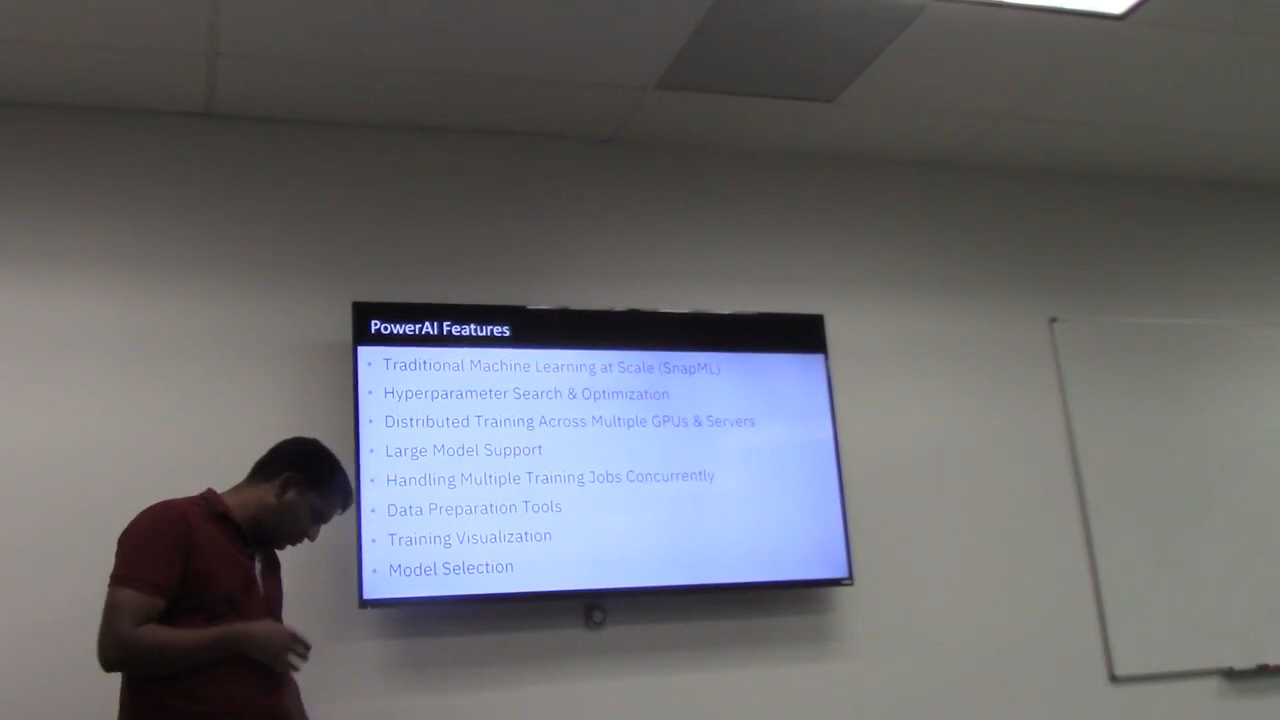 PowerAI Features
• Traditional Machine Learning at Scale (SnapML)
• Hyperparameter Search & Optimization
• Distributed Training Across Multiple GPUs & Servers
• Large Model Support
• Handling Multiple Training Jobs Concurrently
• Data Preparation Tools
• Training Visualization
• Model Selection